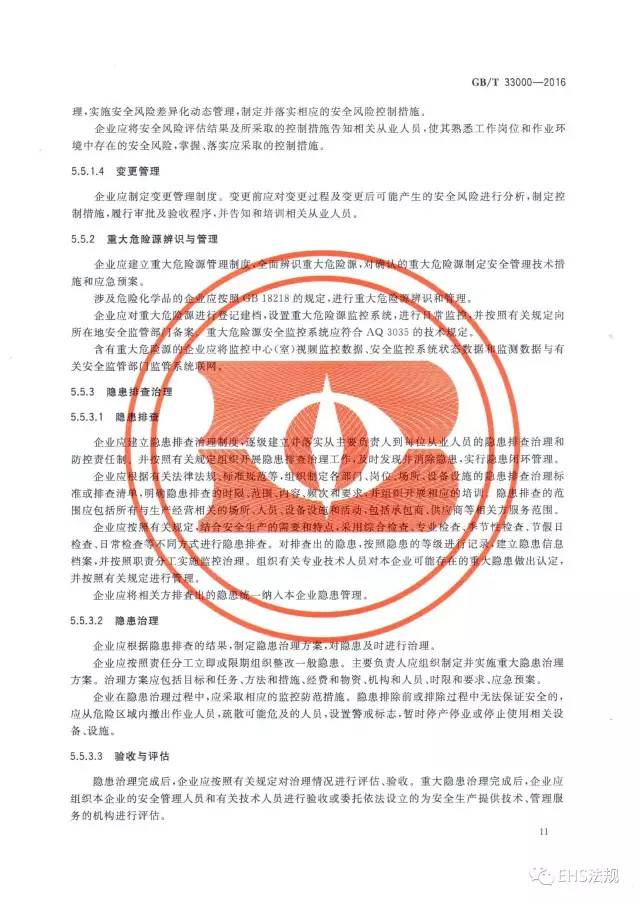 GB/T 33000—2016
理,实施安全风险差异化动态管理,制定并落实相应的安全风险控制措施。
企业应将安全风险评估结果及所采取的控制措施告知相关从业人员,使其熟悉工作岗位和作业环
境中存在的安全风险,掌握、落实应采取的控制措施。
5.5.1.4 变更管理
企业应制定变更管理制度。变更前应对变更过程及变更后可能产生的安全风险进行分析,制定控
制措施,履行审批及验收程序,并告知和培训相关从业人员。
5.5.2 重大危险源辨识与管理
企业应建立重大危险源管理制度,全面辨识重大危险源,对确认的重大危险源制定安全管理技术措
施和应急预案。
涉及危险化学品的企业应按照 GB 18218 的规定,进行重大危险源辨识和管理。
企业应对重大危险源进行登记建档,设置重大危险源监控系统,进行日常监控,并按照有关规定向
所在地安全监管部门备案。重大危险源安全监控系统应符合 AQ 3035 的技术规定。
含有重大危险源的企业应将监控中心(室)视频监控数据、安全监控系统状态数据和监测数据与有
关安全监管部门监管系统联网。
5.5.3 隐患排查治理
5.5.3.1 隐患排查
企业应建立隐患排查治理制度,逐级建立并落实从主要负责人到每位从业人员的隐患排查治理和
防控责任制。并按照有关规定组织开展隐患排查治理工作,及时发现并消除隐患,实行隐患闭环管理。
企业应根据有关法律法规、标准规范等,组织制定各部门、岗位、场所、设备设施的隐患排查治理标
准或排查清单,明确隐患排查的时限、范围、内容、频次和要求,并组织开展相应的培训。隐患排查的范
围应包括所有与生产经营相关的场所、人员、设备设施和活动,包括承包商、供应商等相关方服务范围。
企业应按照有关规定,结合安全生产的需要和特点,采用综合检查、专业检查、季节性检查、节假日
检查、日常检查等不同方式进行隐患排查。对排查出的隐患,按照隐患的等级进行记录,建立隐患信息
档案,并按照职责分工实施监控治理。组织有关专业技术人员对本企业可能存在的重大隐患做出认定,
并按照有关规定进行管理。
企业应将相关方排查出的隐患统一纳入本企业隐患管理。
5.5.3.2 隐患治理
企业应根据隐患排查的结果,制定隐患治理方案,对隐患及时进行治理。
企业应按照责任分工立即或限期组织整改一般隐患。主要负责人应组织制定并实施重大隐患治理
方案。治理方案应包括目标和任务、方法和措施、经费和物资、机构和人员、时限和要求、应急预案。
企业在隐患治理过程中,应采取相应的监控防范措施。隐患排除前或排除过程中无法保证安全的,
应从危险区域内撤出作业人员,疏散可能危及的人员,设置警戒标志,暂时停产停业或停止使用相关设
备、设施。
5.5.3.3 验收与评估
隐患治理完成后,企业应按照有关规定对治理情况进行评估、验收。重大隐患治理完成后,企业应
组织本企业的安全管理人员和有关技术人员进行验收或委托依法设立的为安全生产提供技术、管理服
务的机构进行评估。
11
EHS法规